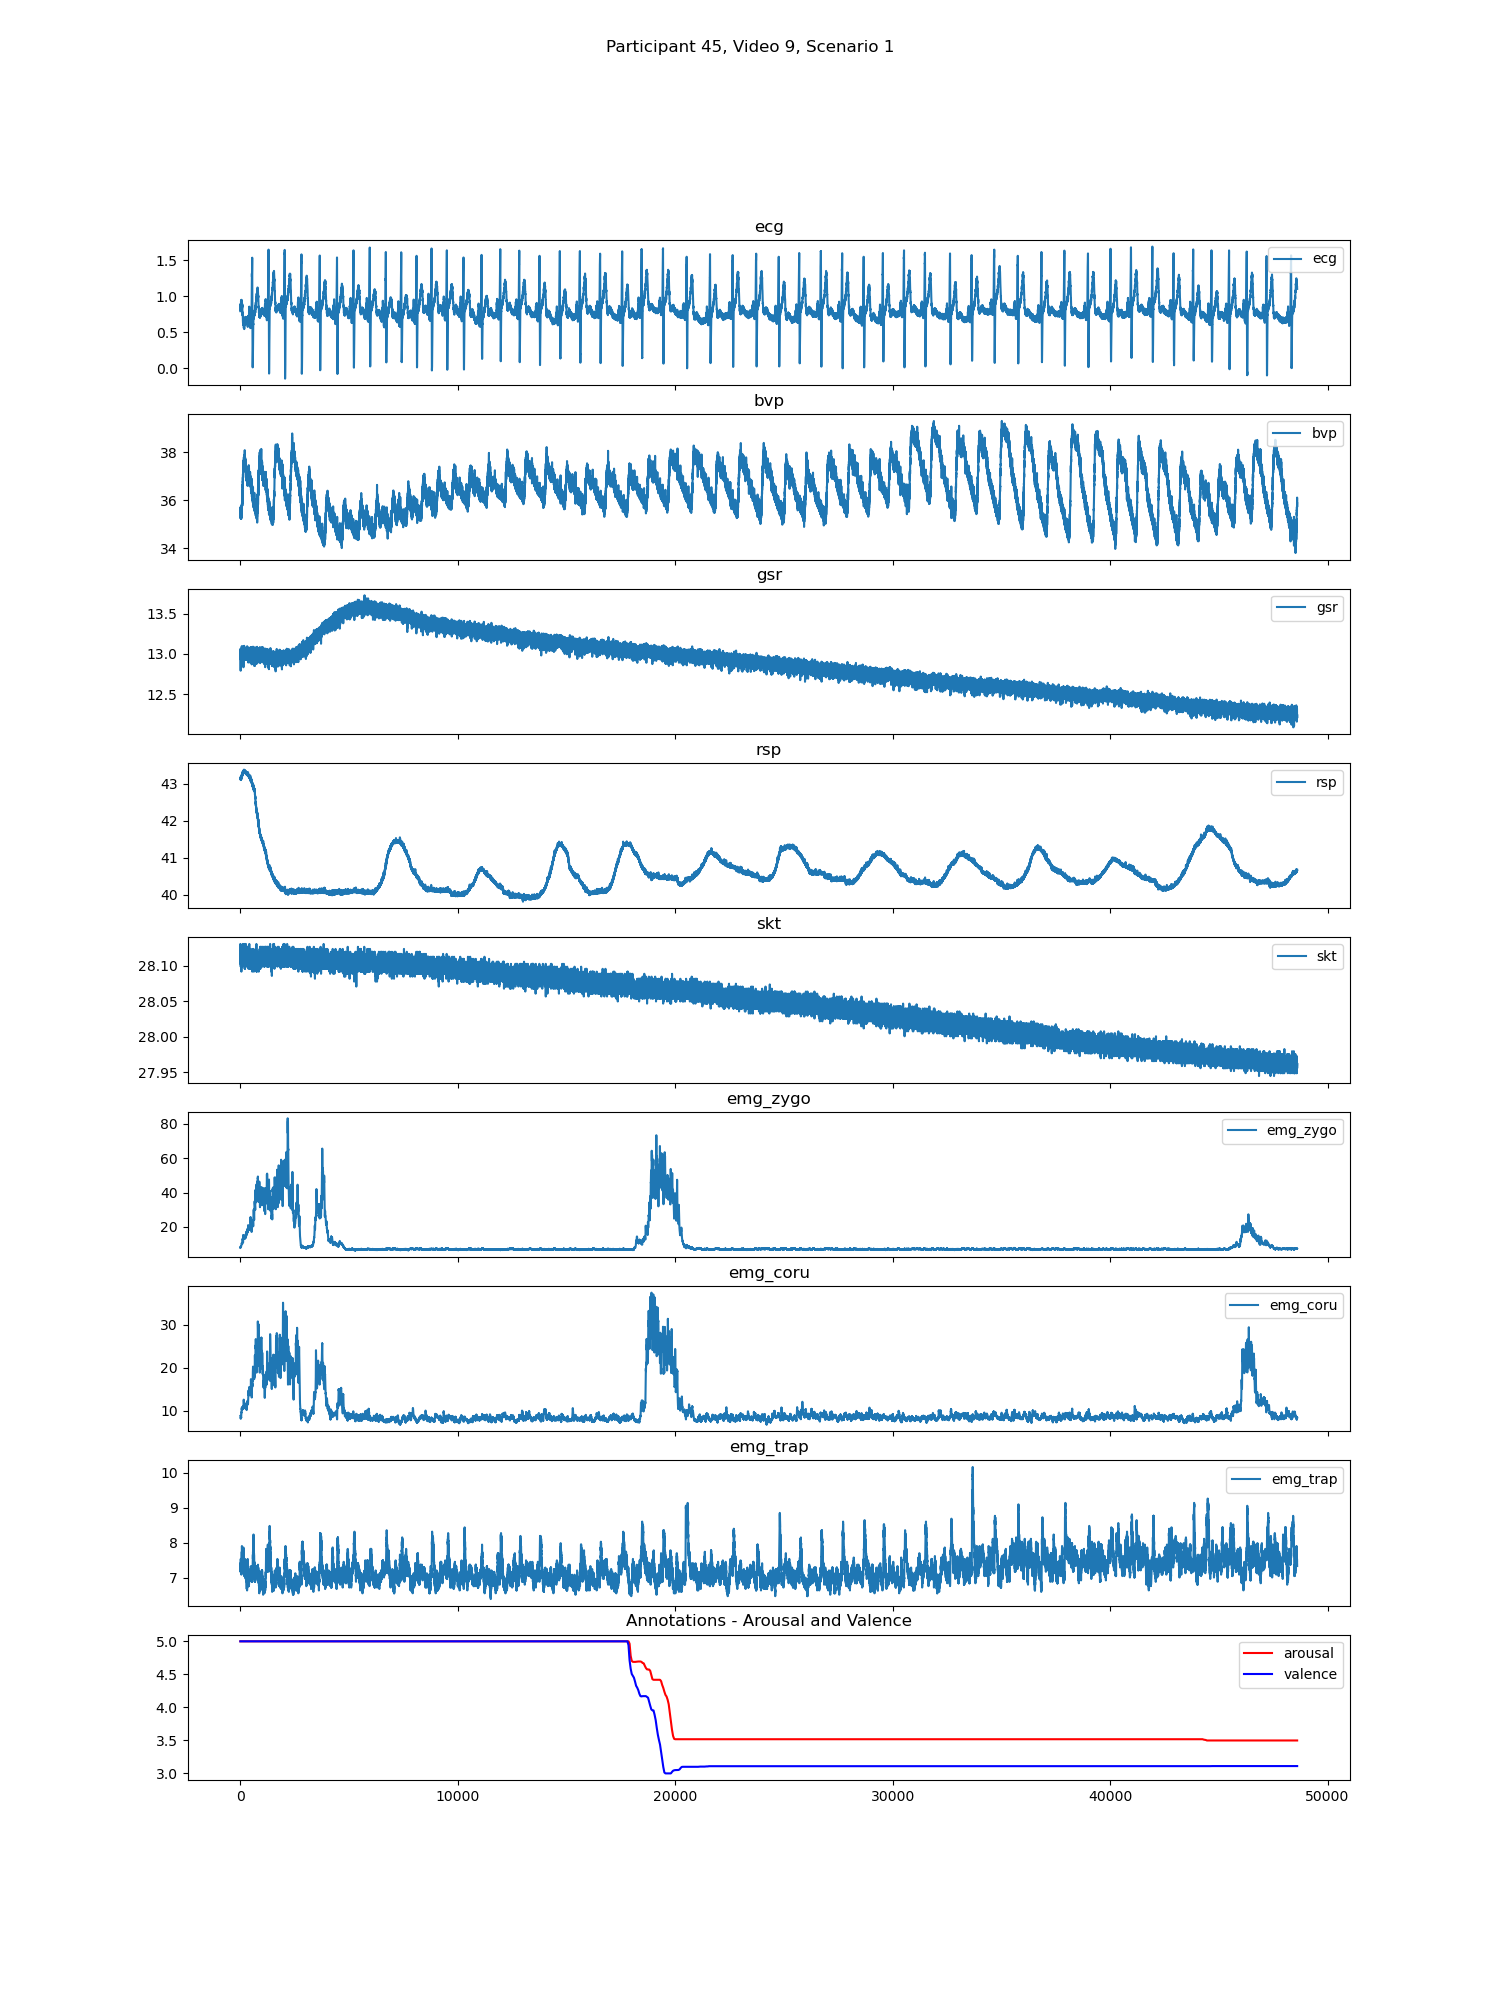 Participant 45, Video 9, Scenario 1
ecg
1.5
1.0
0.5
0.0
ecg
bvp
38
36
34
bvp
gsr
13.5
13.0
12.5
gsr
rsp
43
42
41
40
rsp
skt
28.10
28.05
28.00
27.95
skt
emg_zygo
80
60
40
20
emg_zygo
emg_coru
30
20
10
emg_coru
emg_trap
10
9
8
7
emg_trap
Annotations - Arousal and Valence
5.0
4.5
4.0
3.5
3.0
arousal
valence
0 10000 20000 30000 40000 50000